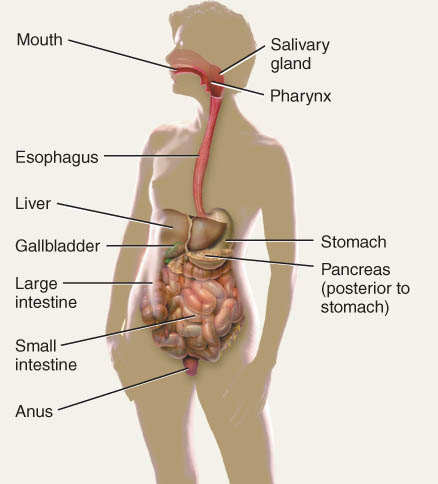 Mouth
Salivary
gland
Pharynx
Esophagus
Liver
Gallbladder
Stomach
Large
intestine
Pancreas
(posterior to
stomach)
Small
intestine
Anus